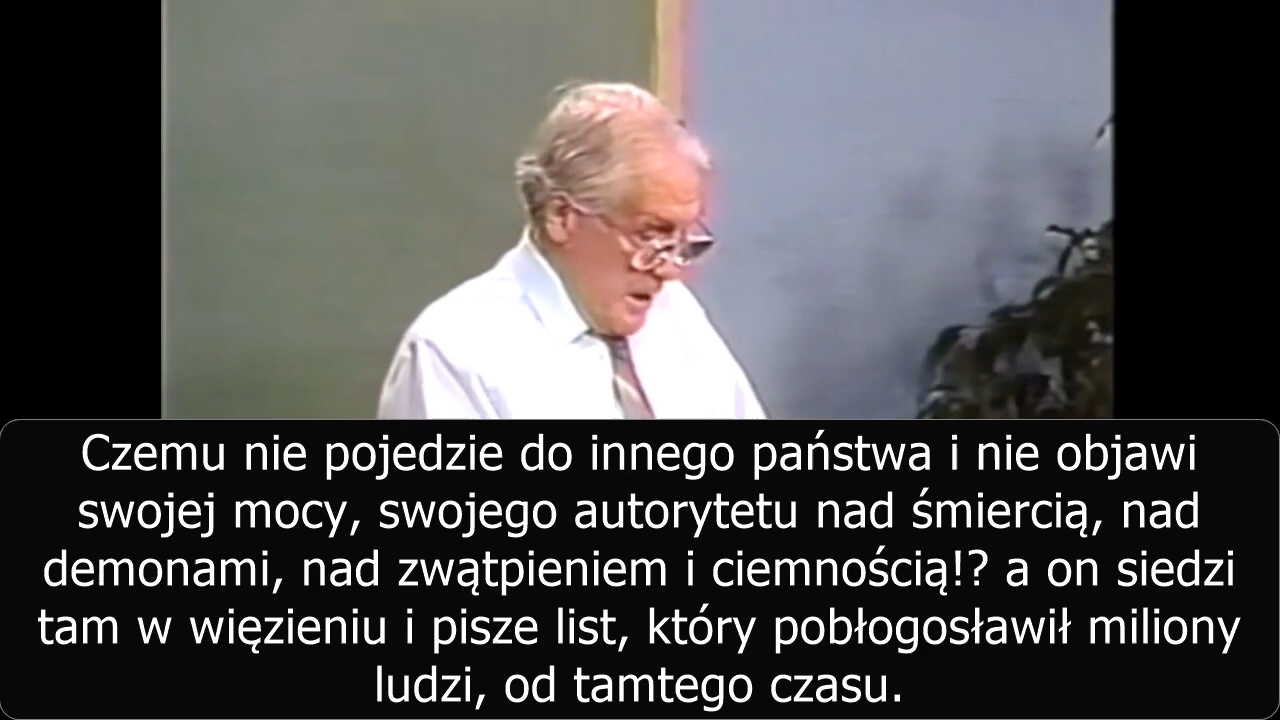 Czemu nie pojedzie do innego państwa i nie objawi
swojej mocy, swojego autorytetu nad śmiercią, nad
demonami, nad zwątpieniem i ciemnością!? a on siedzi
tam w więzieniu i pisze list, który pobłogosławił miliony
ludzi, od tamtego czasu.